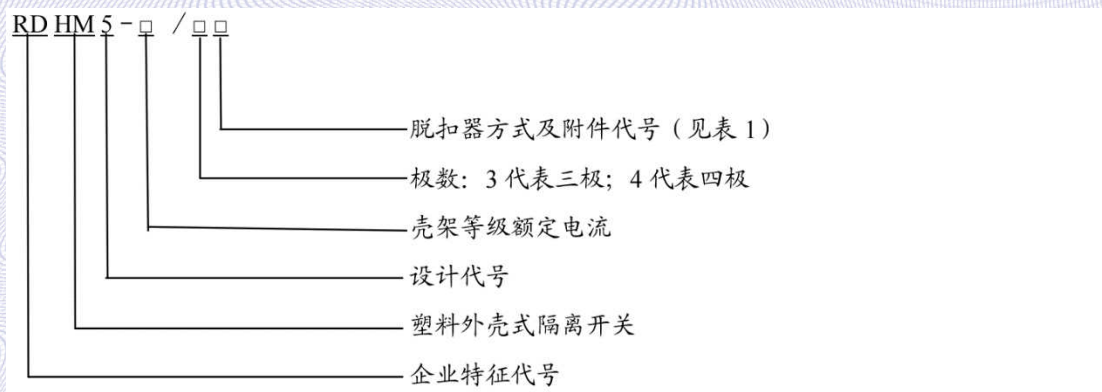 RD HM 5-□ /□□
脱扣器方式及附件代号（见表1）
极数：3代表三极；4代表四极
壳架等级额定电流
设计代号
塑料外壳式隔离开关
企业特征代号